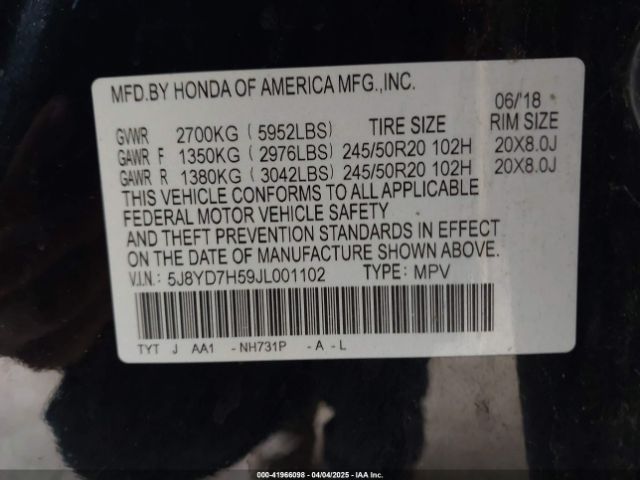 MFD.BY HONDA OF AMERICA MFG.,INC.
06/'18
GVWR 2700KG ( 5952LBS) TIRE SIZE RIM SIZE
GAWR F 1350KG ( 2976LBS) 245/50R20 102H 20X8.0J
GAWR R 1380KG ( 3042LBS) 245/50R20 102H 20X8.0J
THIS VEHICLE CONFORMS TO ALL APPLICABLE
FEDERAL MOTOR VEHICLE SAFETY
AND THEFT PREVENTION STANDARDS IN EFFECT
ON THE DATE OF MANUFACTURE SHOWN ABOVE.
V.I.N.: 5J8YD7H59JL001102 TYPE: MPV
TYT J AA1 -NH731P -A-L
000-41966098 - 04/04/2025 - IAA Inc.